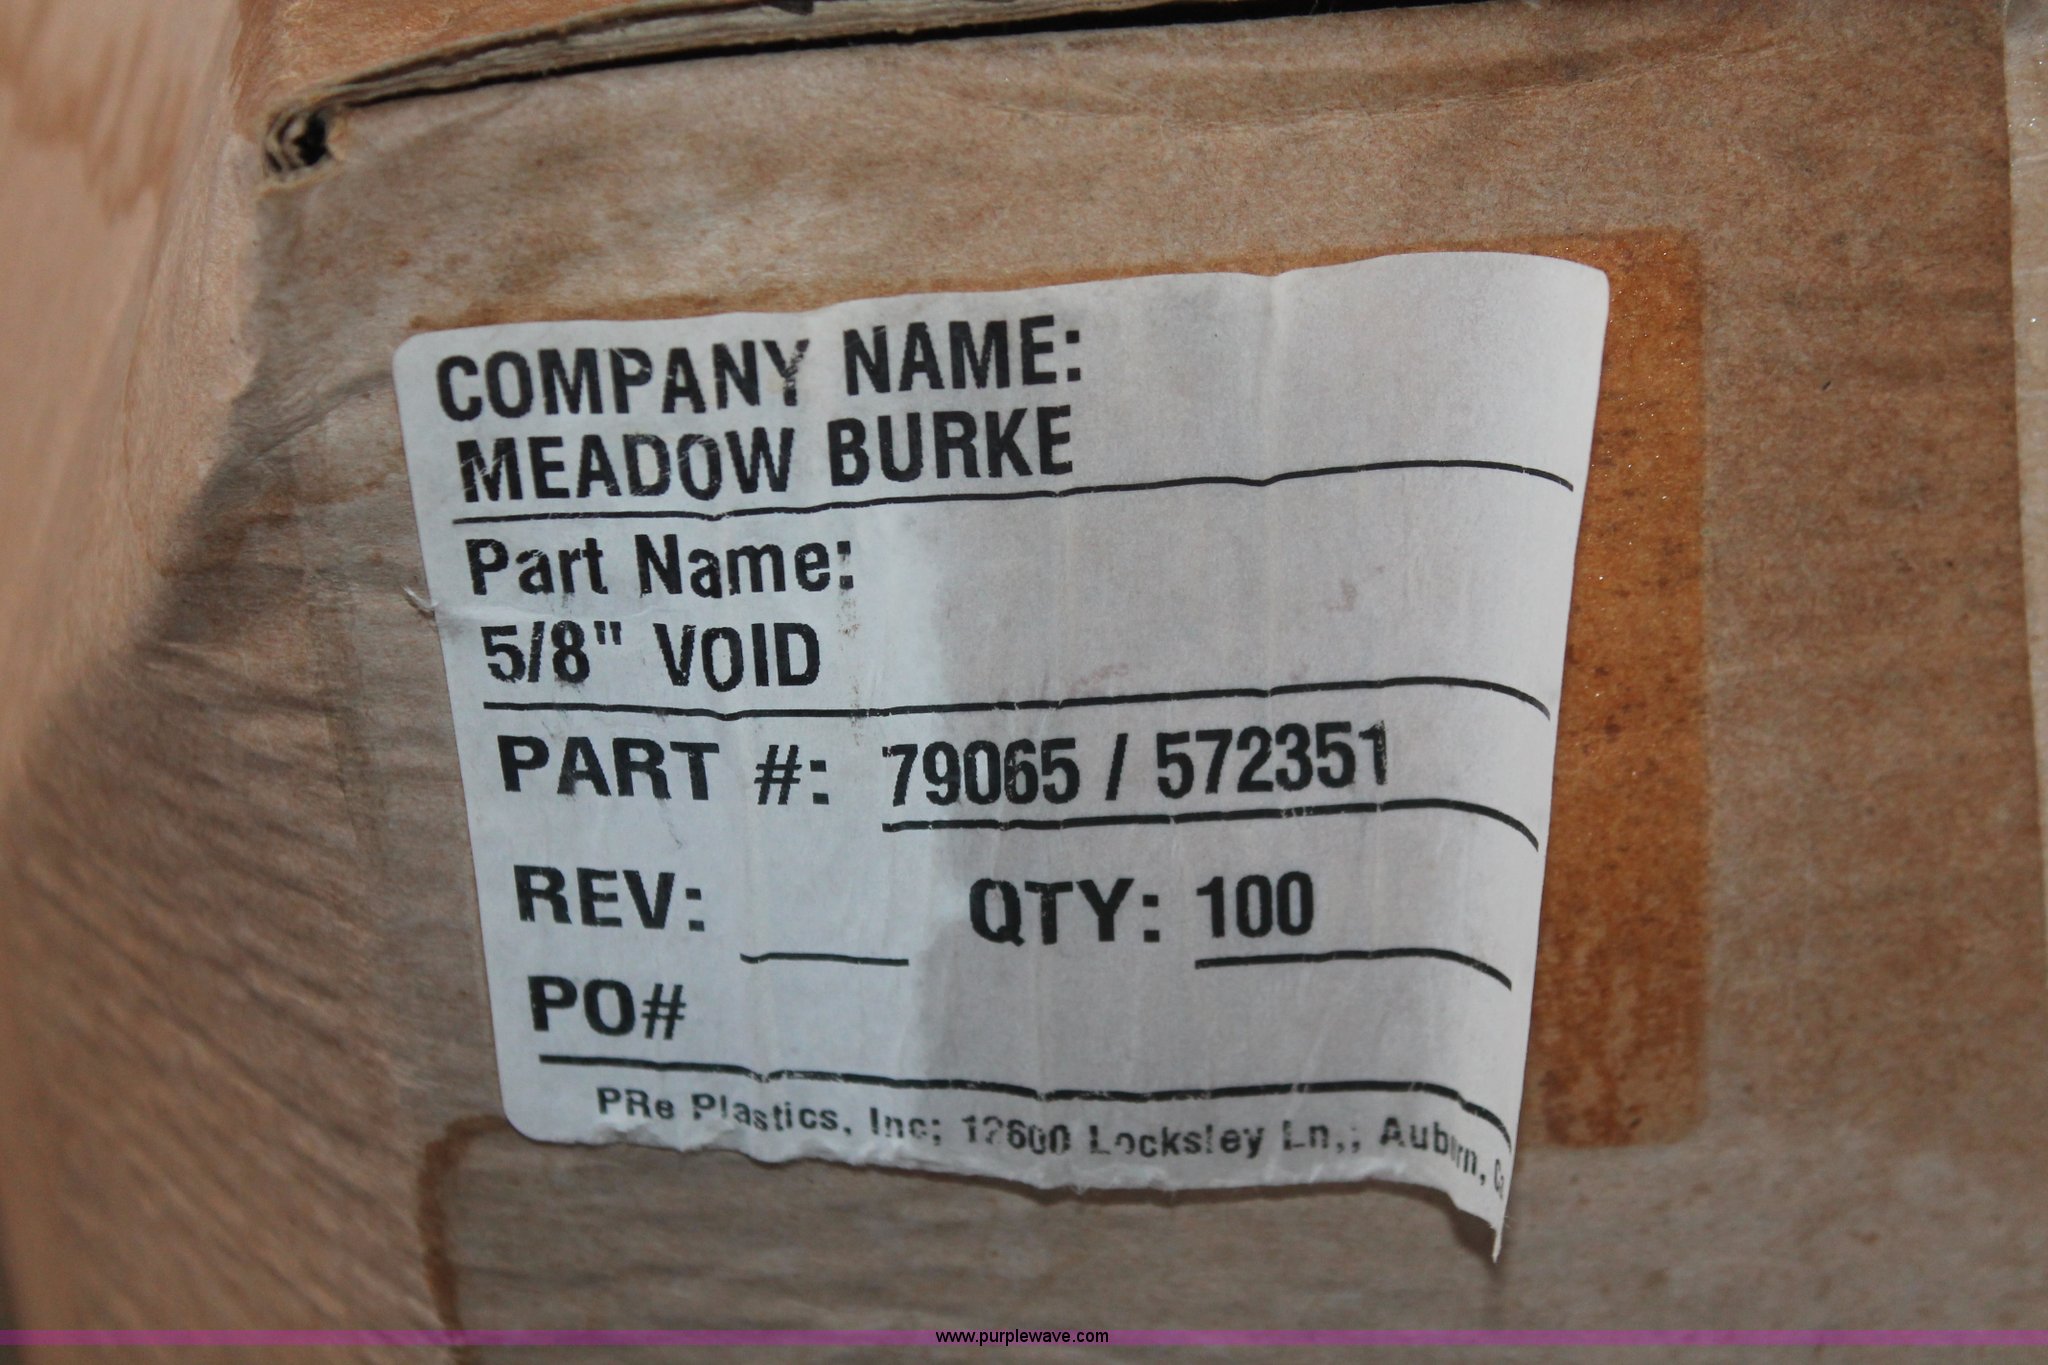 COMPANY NAME:
MEADOW BURKE
Part Name:
5/8" VOID
PART #: 79065 / 572351
REV: QTY: 100
PO#
PRe Plastics, Inc; 12600 Locksley Ln,; Auburn,
www.purplewave.com